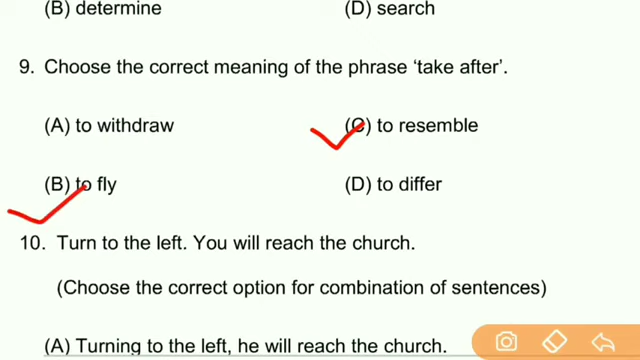 (B) determine (D) search
9. Choose the correct meaning of the phrase ‘take after’.
(A) to withdraw (C) to resemble
(B) to fly (D) to differ
10. Turn to the left. You will reach the church.
(Choose the correct option for combination of sentences)
(A) Turning to the left, he will reach the church.